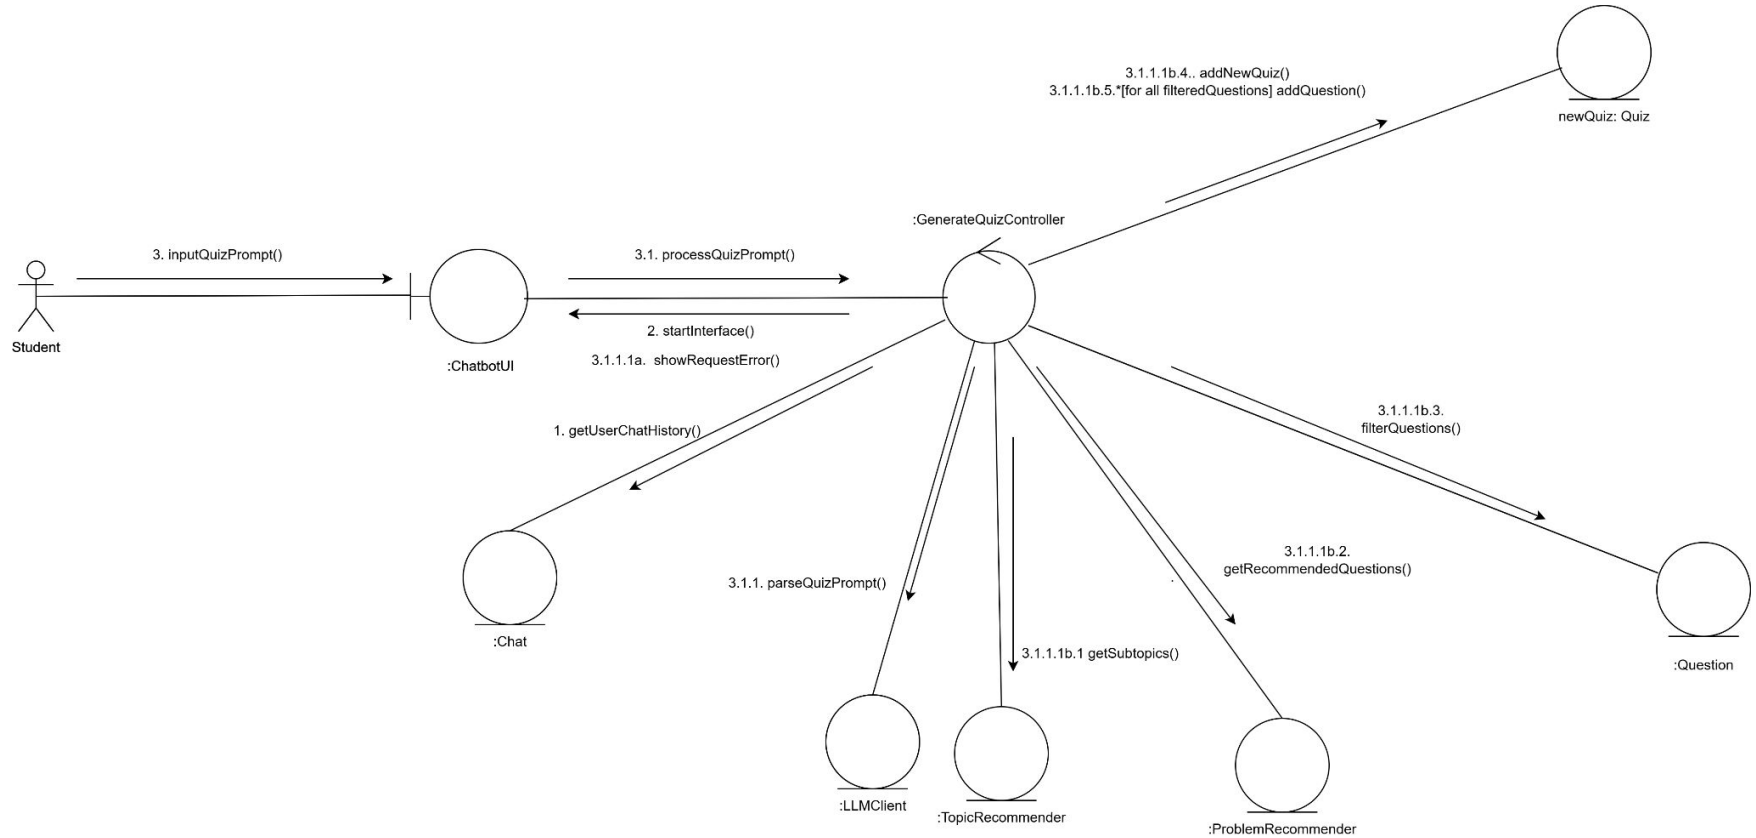 3.1.1.1b.4.. addNewQuiz()
3.1.1.1b.5.*[for all filteredQuestions] addQuestion()
newQuiz: Quiz
:GenerateQuizController
3. inputQuizPrompt()
3.1. processQuizPrompt()
2. startInterface()
Student
3.1.1.1a. showRequestError()
:ChatbotUI
1. getUserChatHistory()
3.1.1.1b.3.
filterQuestions()
3.1.1.1b.2.
getRecommendedQuestions()
3.1.1. parseQuizPrompt()
:Chat
3.1.1.1b.1 getSubtopics()
:Question
:LLMClient
:TopicRecommender
:ProblemRecommender